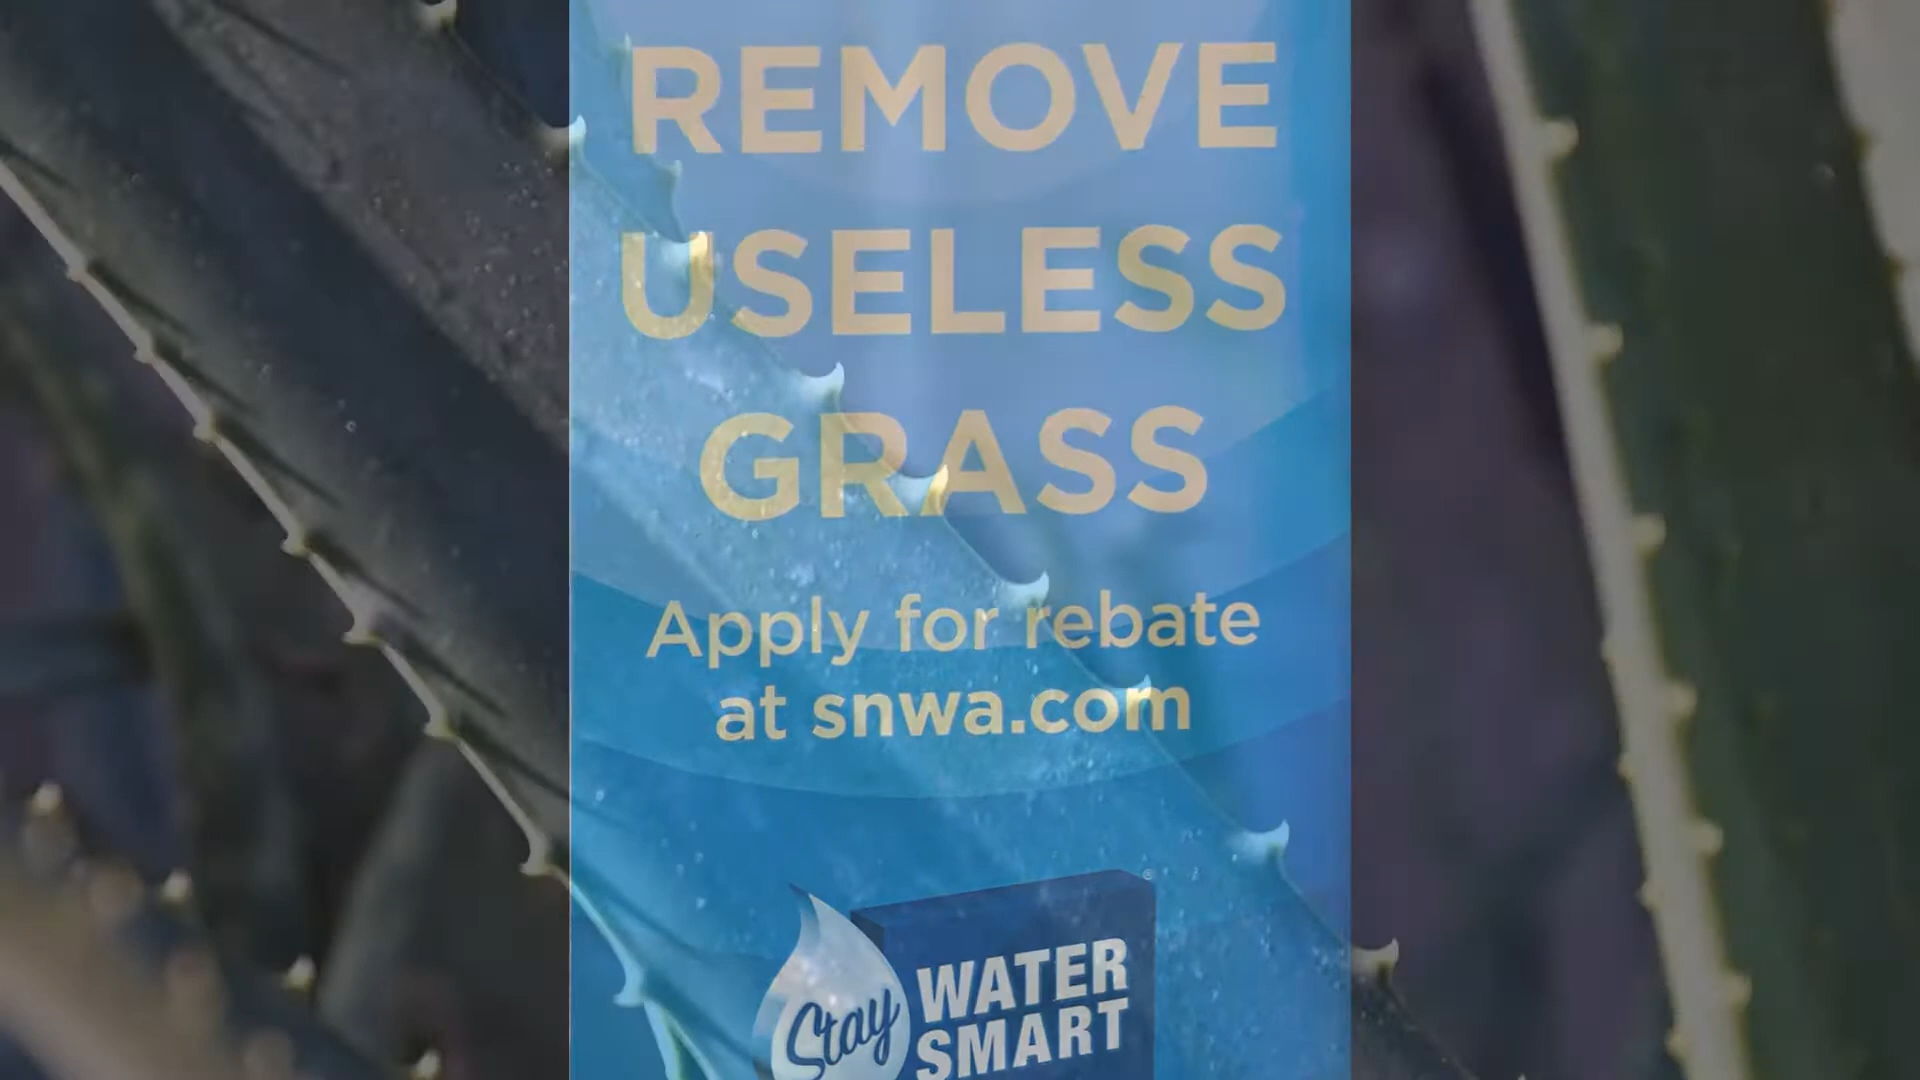 REMOVE
USELESS
GRASS
Apply for rebate
at snwa.com
®
Stay
WATER
SMART